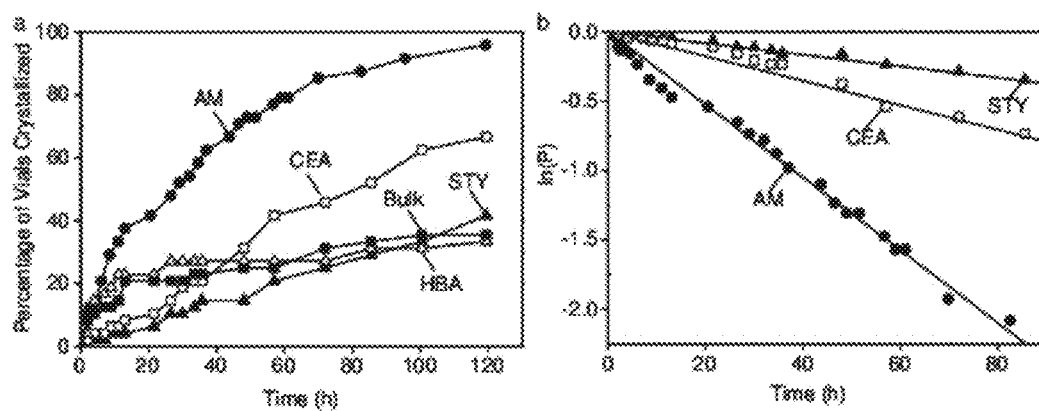 a
Percentage of Vials Crystallized
100
80
60
40
20
0
AM
CEA
Bulk
STY
HBA
0 20 40 60 80 100 120
Time (h)
b
ln(P)
0.0
-0.5
-1.0
-1.5
-2.0
STY
CEA
AM
0 20 40 60 80
Time (h)